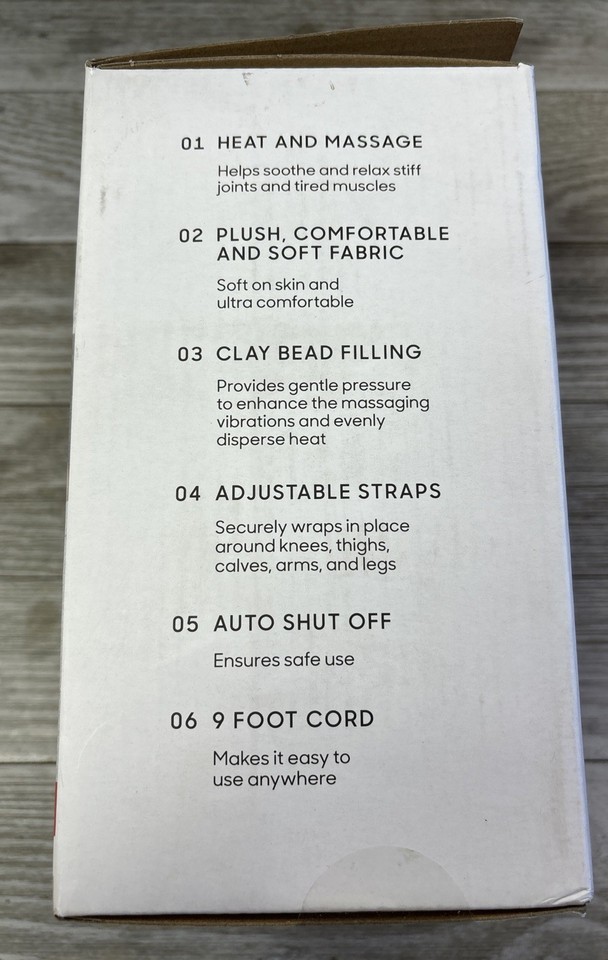 01 HEAT AND MASSAGE
Helps soothe and relax stiff
joints and tired muscles
02 PLUSH, COMFORTABLE
AND SOFT FABRIC
Soft on skin and
ultra comfortable
03 CLAY BEAD FILLING
Provides gentle pressure
to enhance the massaging
vibrations and evenly
disperse heat
04 ADJUSTABLE STRAPS
Securely wraps in place
around knees, thighs,
calves, arms, and legs
05 AUTO SHUT OFF
Ensures safe use
06 9 FOOT CORD
Makes it easy to
use anywhere